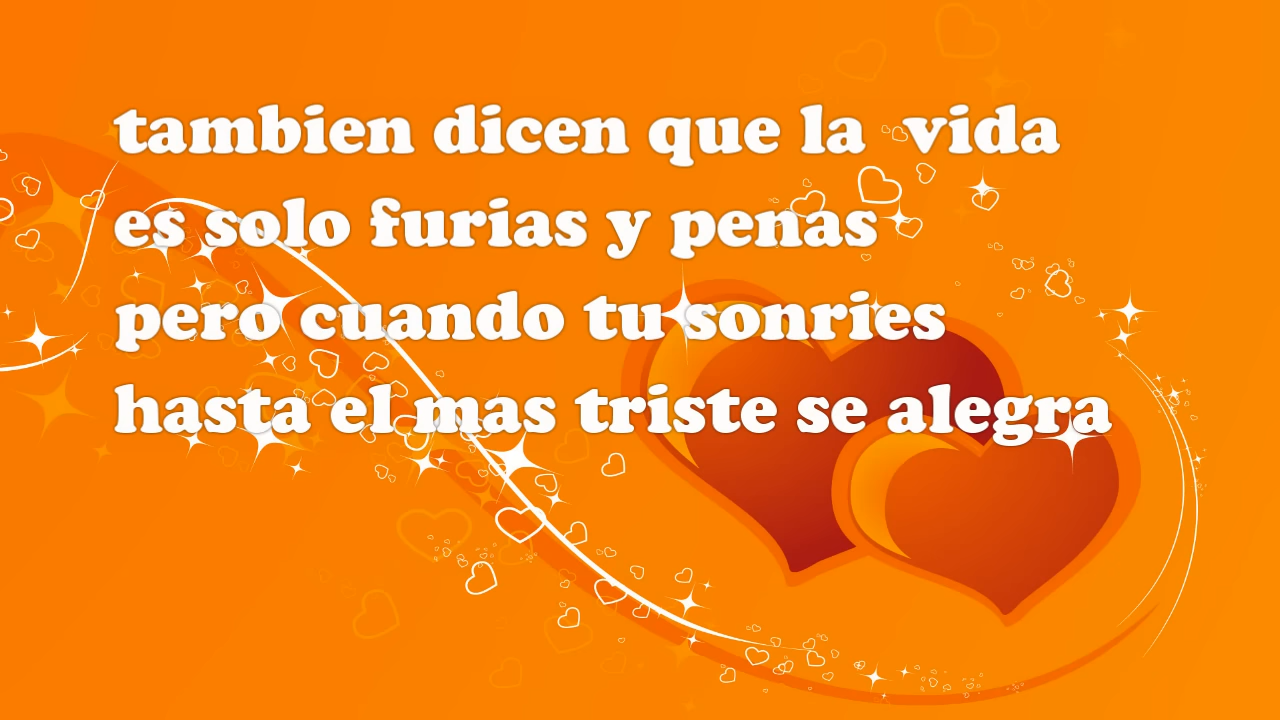 tambien dicen que la vida
es solo furias y penas
pero cuando tu sonries
hasta el mas triste se alegra